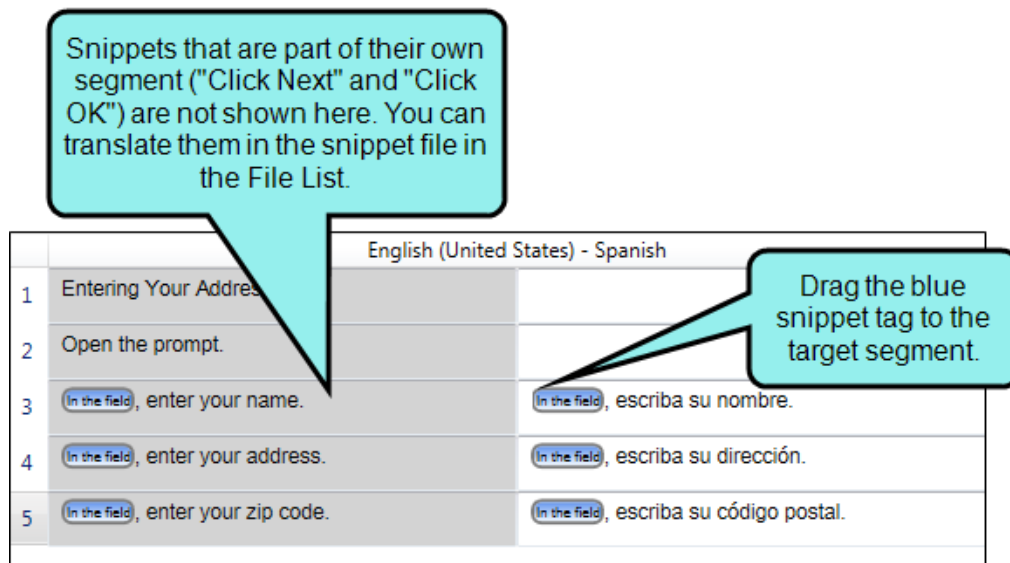 Snippets that are part of their own
segment ("Click Next" and "Click
OK") are not shown here. You can
translate them in the snippet file in
the File List.
English (United States) - Spanish
Drag the blue
snippet tag to the
target segment.
1 Entering Your Addre
2 Open the prompt.
3 In the field, enter your name. In the field, escriba su nombre.
4 In the field, enter your address. In the field, escriba su dirección.
5 In the field, enter your zip code. In the field, escriba su código postal.